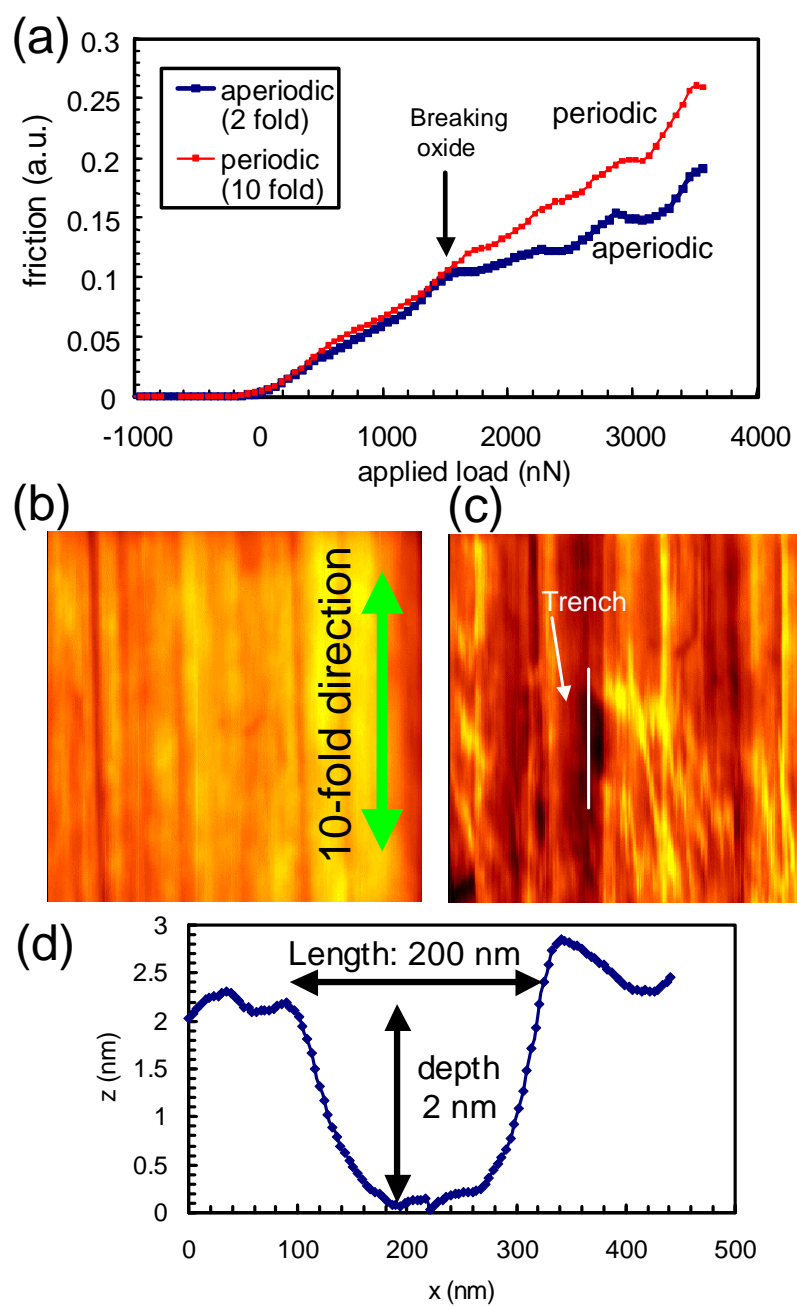 (a)
0.3
0.25
0.2
0.15
0.1
0.05
0
friction (a.u.)
aperiodic
(2 fold)
periodic
(10 fold)
Breaking
oxide
periodic
aperiodic
-1000 0 1000 2000 3000 4000
applied load (nN)
(b)
10-fold direction
(c)
Trench
(d)
3
2.5
2
1.5
1
0.5
0
z (nm)
Length: 200 nm
depth
2 nm
0 100 200 300 400 500
x (nm)